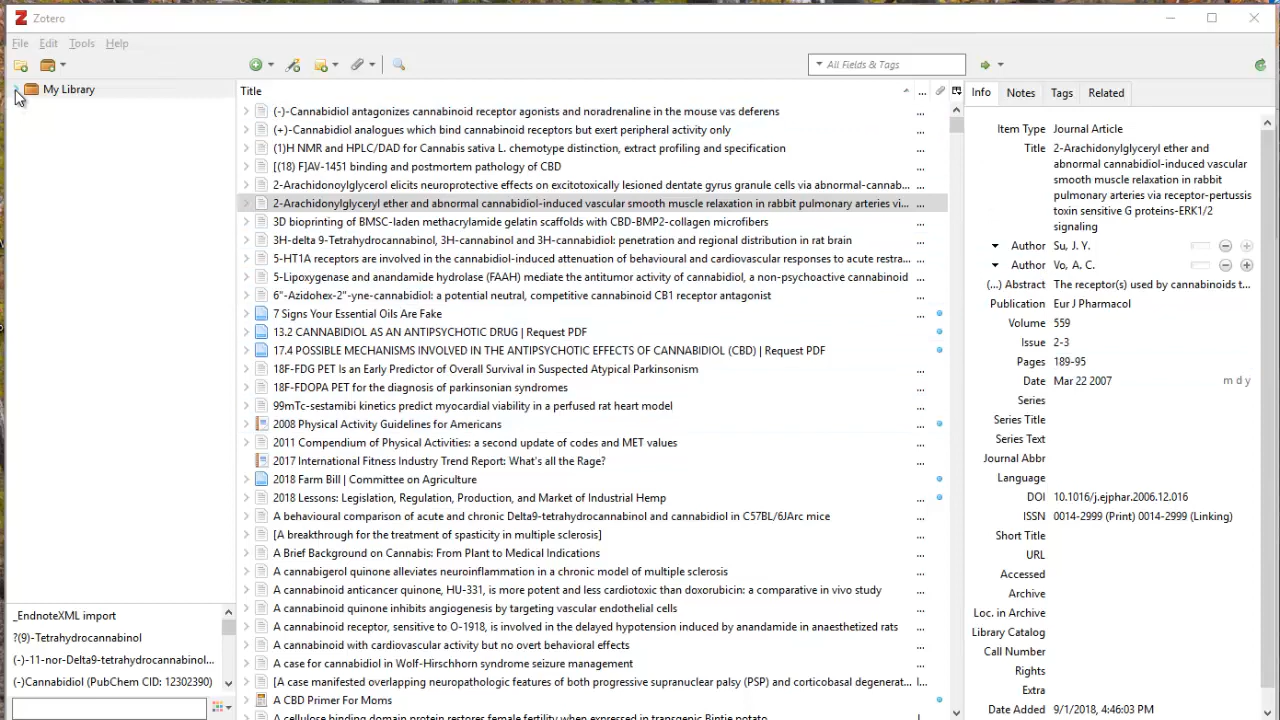 Zotero
File Edit Tools Help
All Fields & Tags
My Library
Title
(-)-Cannabidiol antagonizes cannabinoid receptor agonists and noradrenaline in the mouse vas deferens
(+)-Cannabidiol analogues which bind cannabinoid receptors but exert peripheral activity only
(1)H NMR and HPLC/DAD for Cannabis sativa L. chemotype distinction, extract profiling and specification
[(18) F]AV-1451 binding and postmortem pathology of CBD
2-Arachidonoylglycerol elicits neuroprotective effects on excitotoxically lesioned dentate gyrus granule cells via abnormal-cannab...
2-Arachidonylglyceryl ether and abnormal cannabidiol-induced vascular smooth muscle relaxation in rabbit pulmonary arteries vi...
3D bioprinting of BMSC-laden methacrylamide gelatin scaffolds with CBD-BMP2-collagen microfibers
3H-delta 9-Tetrahydrocannabinol, 3H-cannabinol and 3H-cannabidiol: penetration and regional distribution in rat brain
5-HT1A receptors are involved in the cannabidiol-induced attenuation of behavioural and cardiovascular responses to acute restra...
5-Lipoxygenase and anandamide hydrolase (FAAH) mediate the antitumor activity of cannabidiol, a non-psychoactive cannabinoid
6"-Azidohex-2"-yne-cannabidiol: a potential neutral, competitive cannabinoid CB1 receptor antagonist
7 Signs Your Essential Oils Are Fake
13.2 CANNABIDIOL AS AN ANTIPSYCHOTIC DRUG | Request PDF
17.4 POSSIBLE MECHANISMS INVOLVED IN THE ANTIPSYCHOTIC EFFECTS OF CANNABIDIOL (CBD) | Request PDF
18F-FDG PET Is an Early Predictor of Overall Survival in Suspected Atypical Parkinsonism
18F-FDOPA PET for the diagnosis of parkinsonian syndromes
99mTc-sestamibi kinetics predict myocardial viability in a perfused rat heart model
2008 Physical Activity Guidelines for Americans
2011 Compendium of Physical Activities: a second update of codes and MET values
2017 International Fitness Industry Trend Report: What's all the Rage?
2018 Farm Bill | Committee on Agriculture
2018 Lessons: Legislation, Regulation, Production, and Market of Industrial Hemp
A behavioural comparison of acute and chronic Delta9-tetrahydrocannabinol and cannabidiol in C57BL/6JArc mice
[A breakthrough for the treatment of spasticity in multiple sclerosis]
A Brief Background on Cannabis: From Plant to Medical Indications
A cannabigerol quinone alleviates neuroinflammation in a chronic model of multiple sclerosis
A cannabinoid anticancer quinone, HU-331, is more potent and less cardiotoxic than doxorubicin: a comparative in vivo study
A cannabinoid quinone inhibits angiogenesis by targeting vascular endothelial cells
A cannabinoid receptor, sensitive to O-1918, is involved in the delayed hypotension induced by anandamide in anaesthetized rats
A cannabinoid with cardiovascular activity but no overt behavioral effects
A case for cannabidiol in Wolf-Hirschhorn syndrome seizure management
[A case manifested overlapping neuropathologic features of both progressive supranuclear palsy (PSP) and corticobasal degenerat...
A CBD Primer For Morns
A cellulose binding domain protein restores female fertility when expressed in transgenic Bintje potato
_EndnoteXML import
?(9)-Tetrahydrocannabinol
(-)-11-nor-Delta9-tetrahydrocannabinol...
(-)Cannabidiol (PubChem CID: 12302390)
Info Notes Tags Related
Item Type Journal Article
Title 2-Arachidonylglyceryl ether and
abnormal cannabidiol-induced vascular
smooth muscle relaxation in rabbit
pulmonary arteries via receptor-pertussis
toxin sensitive G proteins-ERK1/2
signaling
Author Su, J. Y.
Author Vo, A. C.
(...) Abstract The receptor(s) used by cannabinoids t...
Publication Eur J Pharmacol
Volume 559
Issue 2-3
Pages 189-95
Date Mar 22 2007 m d y
Series
Series Title
Series Text
Journal Abbr
Language
DOI 10.1016/j.ejphar.2006.12.016
ISSN 0014-2999 (Print) 0014-2999 (Linking)
Short Title
URL
Accessed
Archive
Loc. in Archive
Library Catalog
Call Number
Rights
Extra
Date Added 9/1/2018, 4:46:03 PM